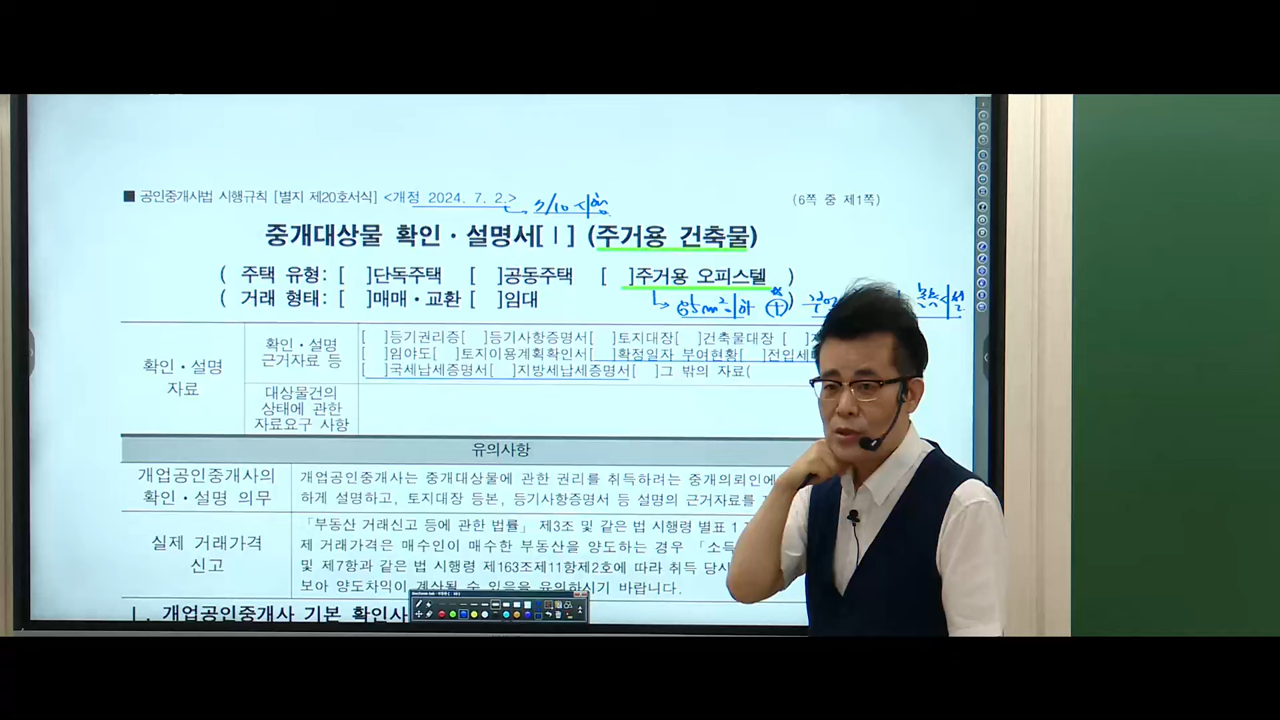 ■ 공인중개사법 시행규칙 [별지 제20호서식] <개정 2024. 7. 2.> 7/10 시행 (6쪽 중 제1쪽)
중개대상물 확인·설명서[Ⅰ] (주거용 건축물)
( 주택 유형: [ ]단독주택 [ ]공동주택 [ ]주거용 오피스텔 )
( 거래 형태: [ ]매매·교환 [ ]임대 )
85m² 이하 +
확인·설명
자료
확인·설명
근거자료 등
[ ]등기권리증 [ ]등기사항증명서 [ ]토지대장 [ ]건축물대장 [
[ ]임야도 [ ]토지이용계획확인서 [ ]확정일자 부여현황 [ ]전입세
[ ]국세납세증명서 [ ]지방세납세증명서 [ ]그 밖의 자료(
대상물건의
상태에 관한
자료요구 사항
유의사항
개업공인중개사의
확인·설명 의무
개업공인중개사는 중개대상물에 관한 권리를 취득하려는 중개의뢰인에
하게 설명하고, 토지대장 등본, 등기사항증명서 등 설명의 근거자료를
실제 거래가격
신고
「부동산 거래신고 등에 관한 법률」 제3조 및 같은 법 시행령 별표 1
제 거래가격은 매수인이 매수한 부동산을 양도하는 경우 「소득
및 제7항과 같은 법 시행령 제163조제11항제2호에 따라 취득 당시
보아 양도차익이 계산될 수 있음을 유의하시기 바랍니다.
Ⅰ. 개업공인중개사 기본 확인사